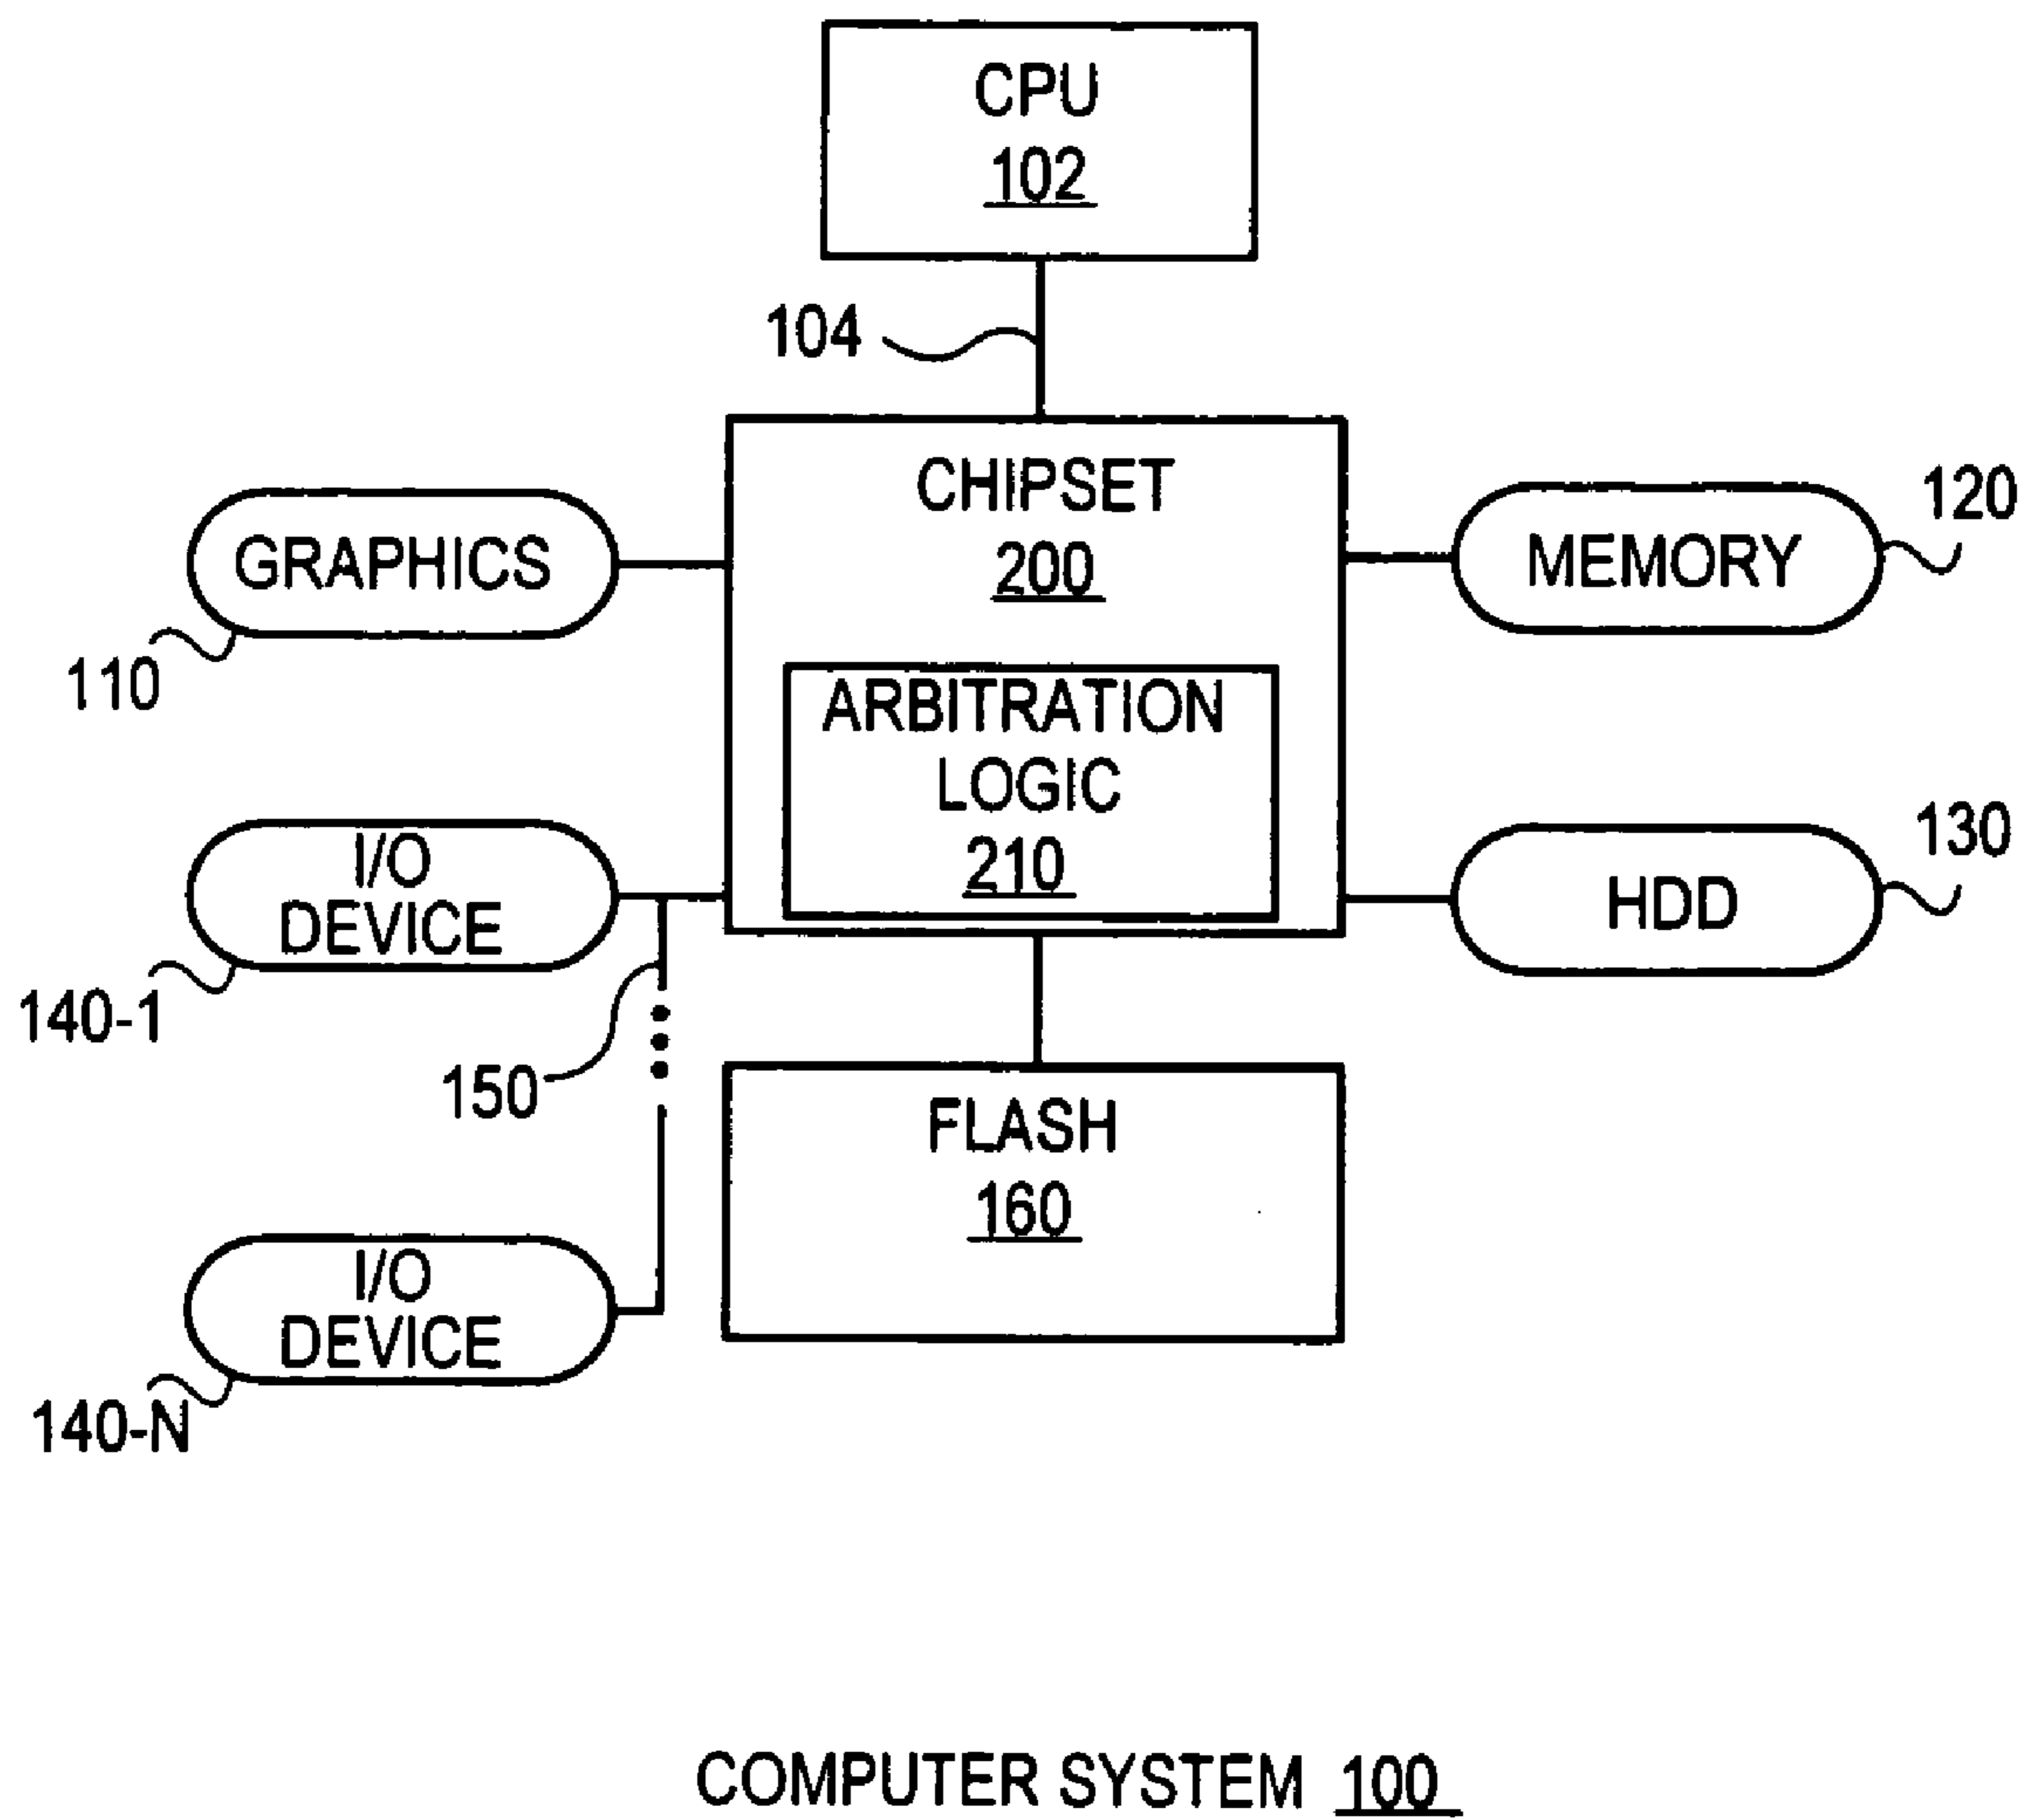 CPU
102
104
CHIPSET
200
GRAPHICS
110
MEMORY
120
ARBITRATION
LOGIC
210
I/O
DEVICE
140-1
150
HDD
130
FLASH
160
I/O
DEVICE
140-N
COMPUTER SYSTEM 100